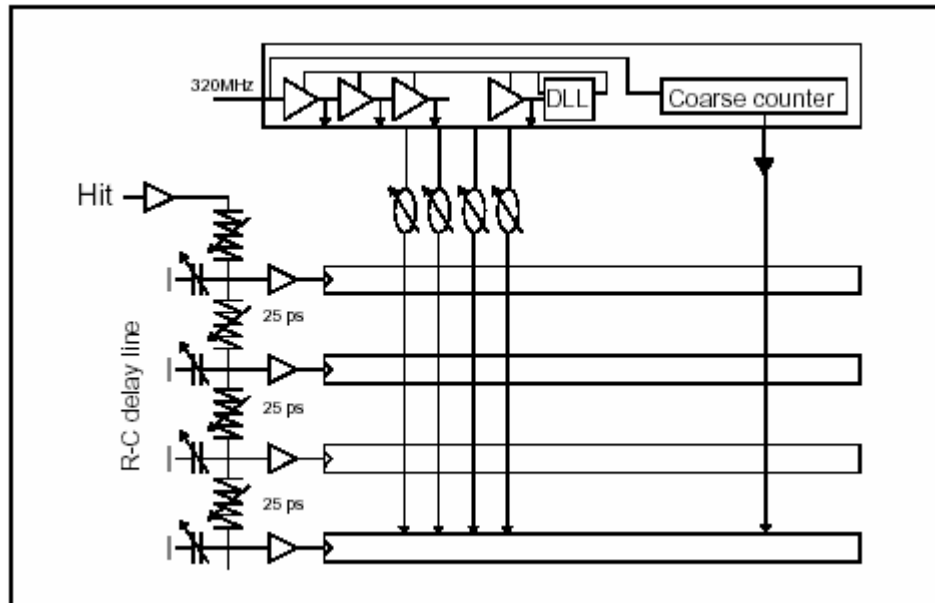 320MHz
DLL
Coarse counter
Hit
25 ps
25 ps
25 ps
R-C delay line